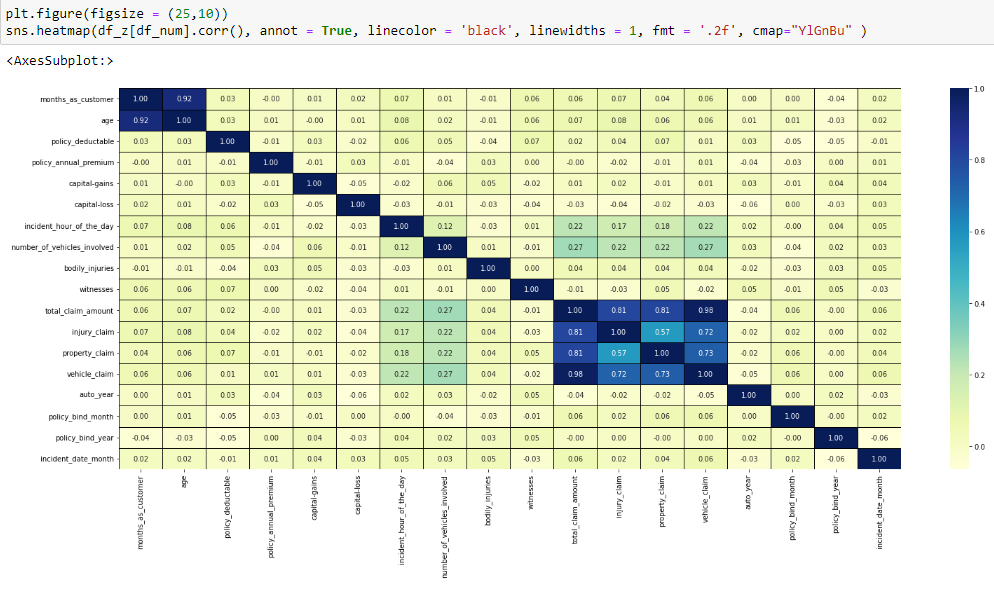 plt.figure(figsize = (25,10))
sns.heatmap(df_z[df_num].corr(), annot = True, linecolor = 'black', linewidths = 1, fmt = '.2f', cmap="YlGnBu" )
<AxesSubplot:>
months_as_customer 1.00 0.92 0.03 -0.00 0.01 0.02 0.07 0.01 -0.01 0.06 0.06 0.07 0.04 0.06 0.00 0.00 -0.04 0.02
age 0.92 1.00 0.03 0.01 -0.00 0.01 0.08 0.02 -0.01 0.06 0.07 0.08 0.06 0.06 0.01 0.01 -0.03 0.02
policy_deductable 0.03 0.03 1.00 -0.01 0.03 -0.02 0.06 0.05 -0.04 0.07 0.02 0.04 0.07 0.01 0.03 -0.05 -0.05 -0.01
policy_annual_premium -0.00 0.01 -0.01 1.00 -0.01 0.03 -0.01 -0.04 0.03 0.00 -0.00 -0.02 -0.01 0.01 -0.04 -0.03 0.00 0.01
capital-gains 0.01 -0.00 0.03 -0.01 1.00 -0.05 -0.02 0.06 0.05 -0.02 0.01 0.02 -0.01 0.01 0.03 -0.01 0.04 0.04
capital-loss 0.02 0.01 -0.02 0.03 -0.05 1.00 -0.03 -0.01 -0.03 -0.04 -0.03 -0.04 -0.02 -0.03 -0.06 0.00 -0.03 0.03
incident_hour_of_the_day 0.07 0.08 0.06 -0.01 -0.02 -0.03 1.00 0.12 -0.03 0.01 0.22 0.17 0.18 0.22 0.02 -0.00 0.04 0.05
number_of_vehicles_involved 0.01 0.02 0.05 -0.04 0.06 -0.01 0.12 1.00 0.01 -0.01 0.27 0.22 0.22 0.27 0.03 -0.04 0.02 0.03
bodily_injuries -0.01 -0.01 -0.04 0.03 0.05 -0.03 -0.03 0.01 1.00 0.00 0.04 0.04 0.04 0.04 -0.02 -0.03 0.03 0.05
witnesses 0.06 0.06 0.07 0.00 -0.02 -0.04 0.01 -0.01 0.00 1.00 -0.01 -0.03 0.05 -0.02 0.05 -0.01 0.05 -0.03
total_claim_amount 0.06 0.07 0.02 -0.00 0.01 -0.03 0.22 0.27 0.04 -0.01 1.00 0.81 0.81 0.98 -0.04 0.06 -0.00 0.06
injury_claim 0.07 0.08 0.04 -0.02 0.02 -0.04 0.17 0.22 0.04 -0.03 0.81 1.00 0.57 0.72 -0.02 0.02 0.00 0.02
property_claim 0.04 0.06 0.07 -0.01 -0.01 -0.02 0.18 0.22 0.04 0.05 0.81 0.57 1.00 0.73 -0.02 0.06 -0.00 0.04
vehicle_claim 0.06 0.06 0.01 0.01 0.01 -0.03 0.22 0.27 0.04 -0.02 0.98 0.72 0.73 1.00 -0.05 0.06 0.00 0.06
auto_year 0.00 0.01 0.03 -0.04 0.03 -0.06 0.02 0.03 -0.02 0.05 -0.04 -0.02 -0.02 -0.05 1.00 0.00 0.02 -0.03
policy_bind_month 0.00 0.01 -0.05 -0.03 -0.01 0.00 -0.00 -0.04 -0.03 -0.01 0.06 0.02 0.06 0.06 0.00 1.00 -0.00 0.02
policy_bind_year -0.04 -0.03 -0.05 0.00 0.04 -0.03 0.04 0.02 0.03 0.05 -0.00 0.00 -0.00 0.00 0.02 -0.00 1.00 -0.06
incident_date_month 0.02 0.02 -0.01 0.01 0.04 0.03 0.05 0.03 0.05 -0.03 0.06 0.02 0.04 0.06 -0.03 0.02 -0.06 1.00
months_as_customer
age
policy_deductable
policy_annual_premium
capital-gains
capital-loss
incident_hour_of_the_day
number_of_vehicles_involved
bodily_injuries
witnesses
total_claim_amount
injury_claim
property_claim
vehicle_claim
auto_year
policy_bind_month
policy_bind_year
incident_date_month
1.0
0.8
0.6
0.4
0.2
0.0